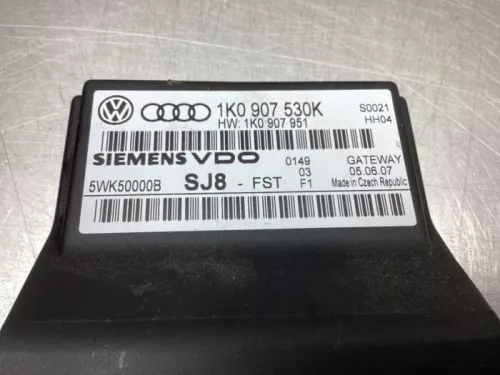 1K0 907 530K S0021
HW: 1K0 907 951 HH04
SIEMENS VDO 0149 GATEWAY
03 05.06.07
5WK50000B SJ8 - FST F1 Made in Czech Republic